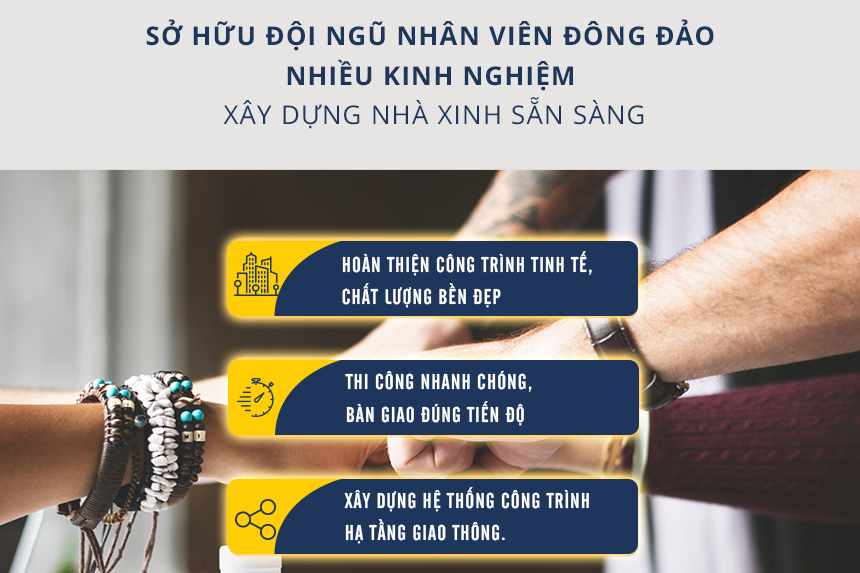 SỞ HỮU ĐỘI NGŨ NHÂN VIÊN ĐÔNG ĐẢO
NHIỀU KINH NGHIỆM
XÂY DỰNG NHÀ XINH SẴN SÀNG
HOÀN THIỆN CÔNG TRÌNH TINH TẾ,
CHẤT LƯỢNG BỀN ĐẸP
THI CÔNG NHANH CHÓNG,
BÀN GIAO ĐÚNG TIẾN ĐỘ
XÂY DỰNG HỆ THỐNG CÔNG TRÌNH
HẠ TẦNG GIAO THÔNG.